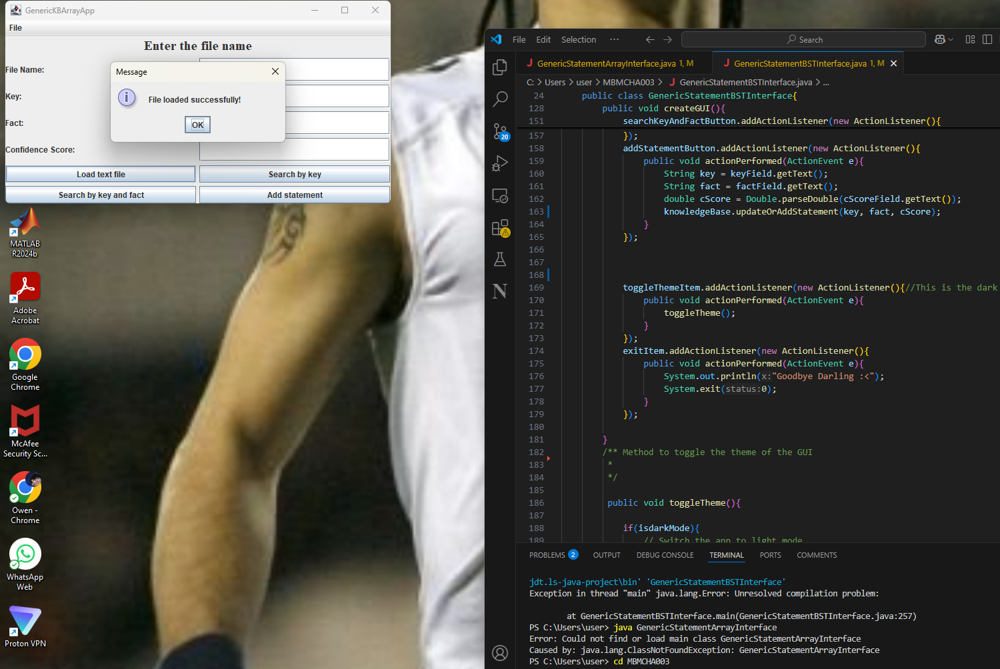 GenericKBArrayApp
File
Enter the file name
File Name:
Key:
Fact:
Confidence Score:
Message
File loaded successfully!
OK
Load text file
Search by key
Search by key and fact
Add statement
MATLAB
R2024b
Adobe
Acrobat
Google
Chrome
McAfee
Security Sc...
Owen -
Chrome
WhatsApp
Web
Proton VPN
File Edit Selection ... Search
GenericStatementArrayInterface.java 1, M
GenericStatementBSTInterface.java 1, M
C: > Users > user > MBMCHA003 > GenericStatementBSTInterface.java > ...
20
N
24 public class GenericStatementBSTInterface{
128 public void createGUI(){
151 searchKeyAndFactButton.addActionListener(new ActionListener(){
157 });
158 addStatementButton.addActionListener(new ActionListener(){
159 public void actionPerformed(ActionEvent e){
160 String key = keyField.getText();
161 String fact = factField.getText();
162 double cScore = Double.parseDouble(cScoreField.getText());
163 knowledgeBase.updateOrAddStatement(key, fact, cScore);
164 }
165 });
166
167
168
169 toggleThemeItem.addActionListener(new ActionListener(){//This is the dark
170 public void actionPerformed(ActionEvent e){
171 toggleTheme();
172 }
173 });
174 exitItem.addActionListener(new ActionListener(){
175 public void actionPerformed(ActionEvent e){
176 System.out.println(x:"Goodbye Darling :<");
177 System.exit(status:0);
178 }
179 });
180
181 }
182 /** Method to toggle the theme of the GUI
183 *
184 */
185
186 public void toggleTheme(){
187
188 if(isdarkMode){
189 // Switch the app to light mode
PROBLEMS 2 OUTPUT DEBUG CONSOLE TERMINAL PORTS COMMENTS
jdt.ls-java-project\bin' 'GenericStatementBSTInterface'
Exception in thread "main" java.lang.Error: Unresolved compilation problem:
at GenericStatementBSTInterface.main(GenericStatementBSTInterface.java:257)
PS C:\Users\user> java GenericStatementArrayInterface
Error: Could not find or load main class GenericStatementArrayInterface
Caused by: java.lang.ClassNotFoundException: GenericStatementArrayInterface
PS C:\Users\user> cd MBMCHA003